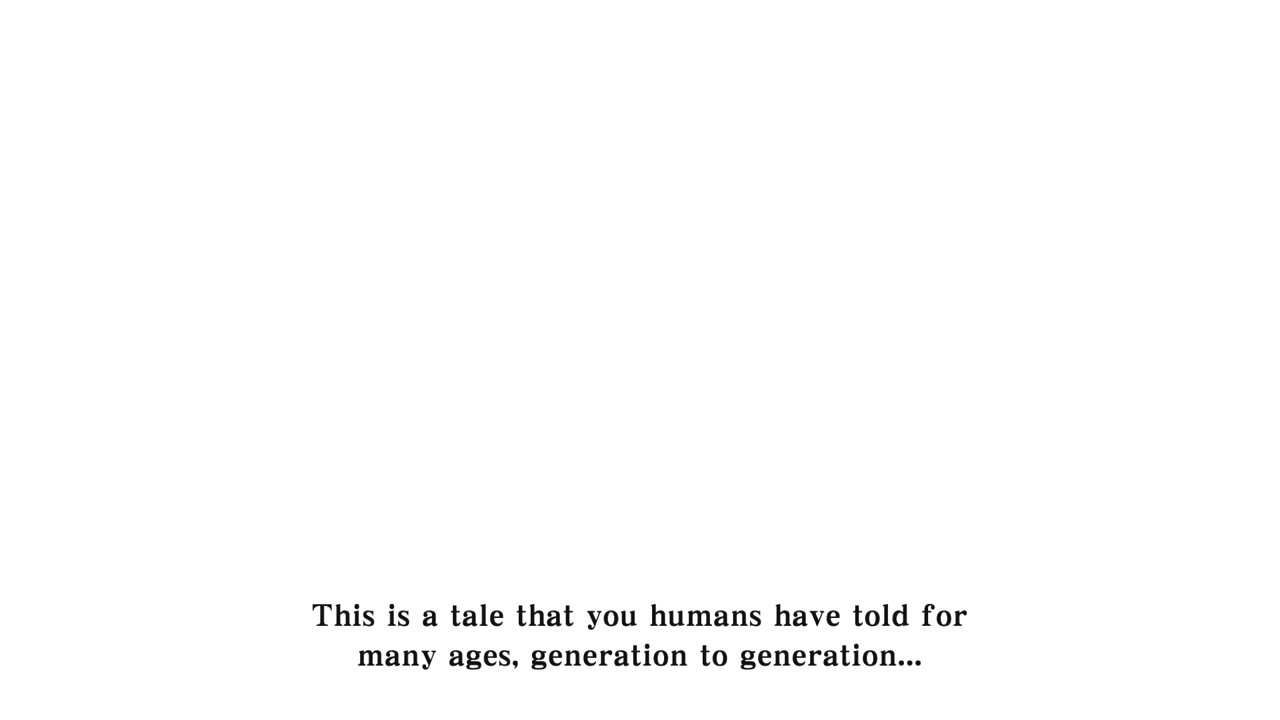 This is a tale that you humans have told for
many ages, generation to generation...